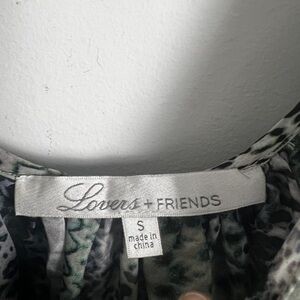 Lovers + FRIENDS
S
made in
china